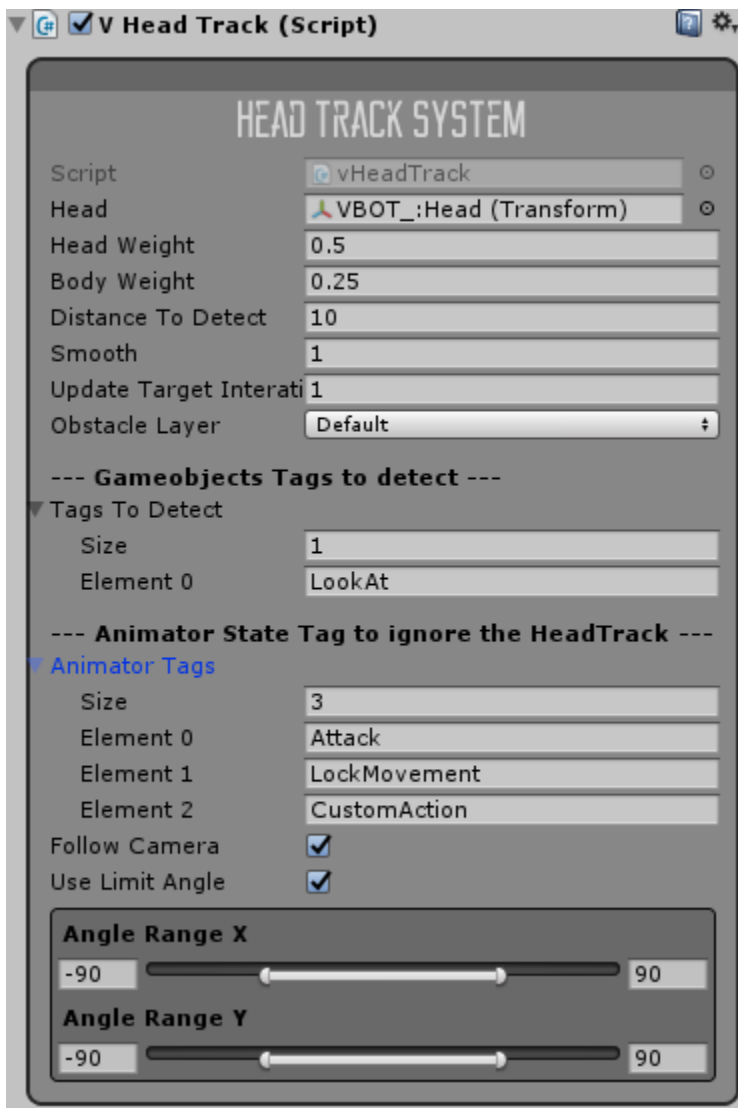 V Head Track (Script)
HEAD TRACK SYSTEM
Script vHeadTrack
Head VBOT_:Head (Transform)
Head Weight 0.5
Body Weight 0.25
Distance To Detect 10
Smooth 1
Update Target Interati 1
Obstacle Layer Default
--- Gameobjects Tags to detect ---
Tags To Detect
Size 1
Element 0 LookAt
--- Animator State Tag to ignore the HeadTrack ---
Animator Tags
Size 3
Element 0 Attack
Element 1 LockMovement
Element 2 CustomAction
Follow Camera
Use Limit Angle
Angle Range X
-90 90
Angle Range Y
-90 90